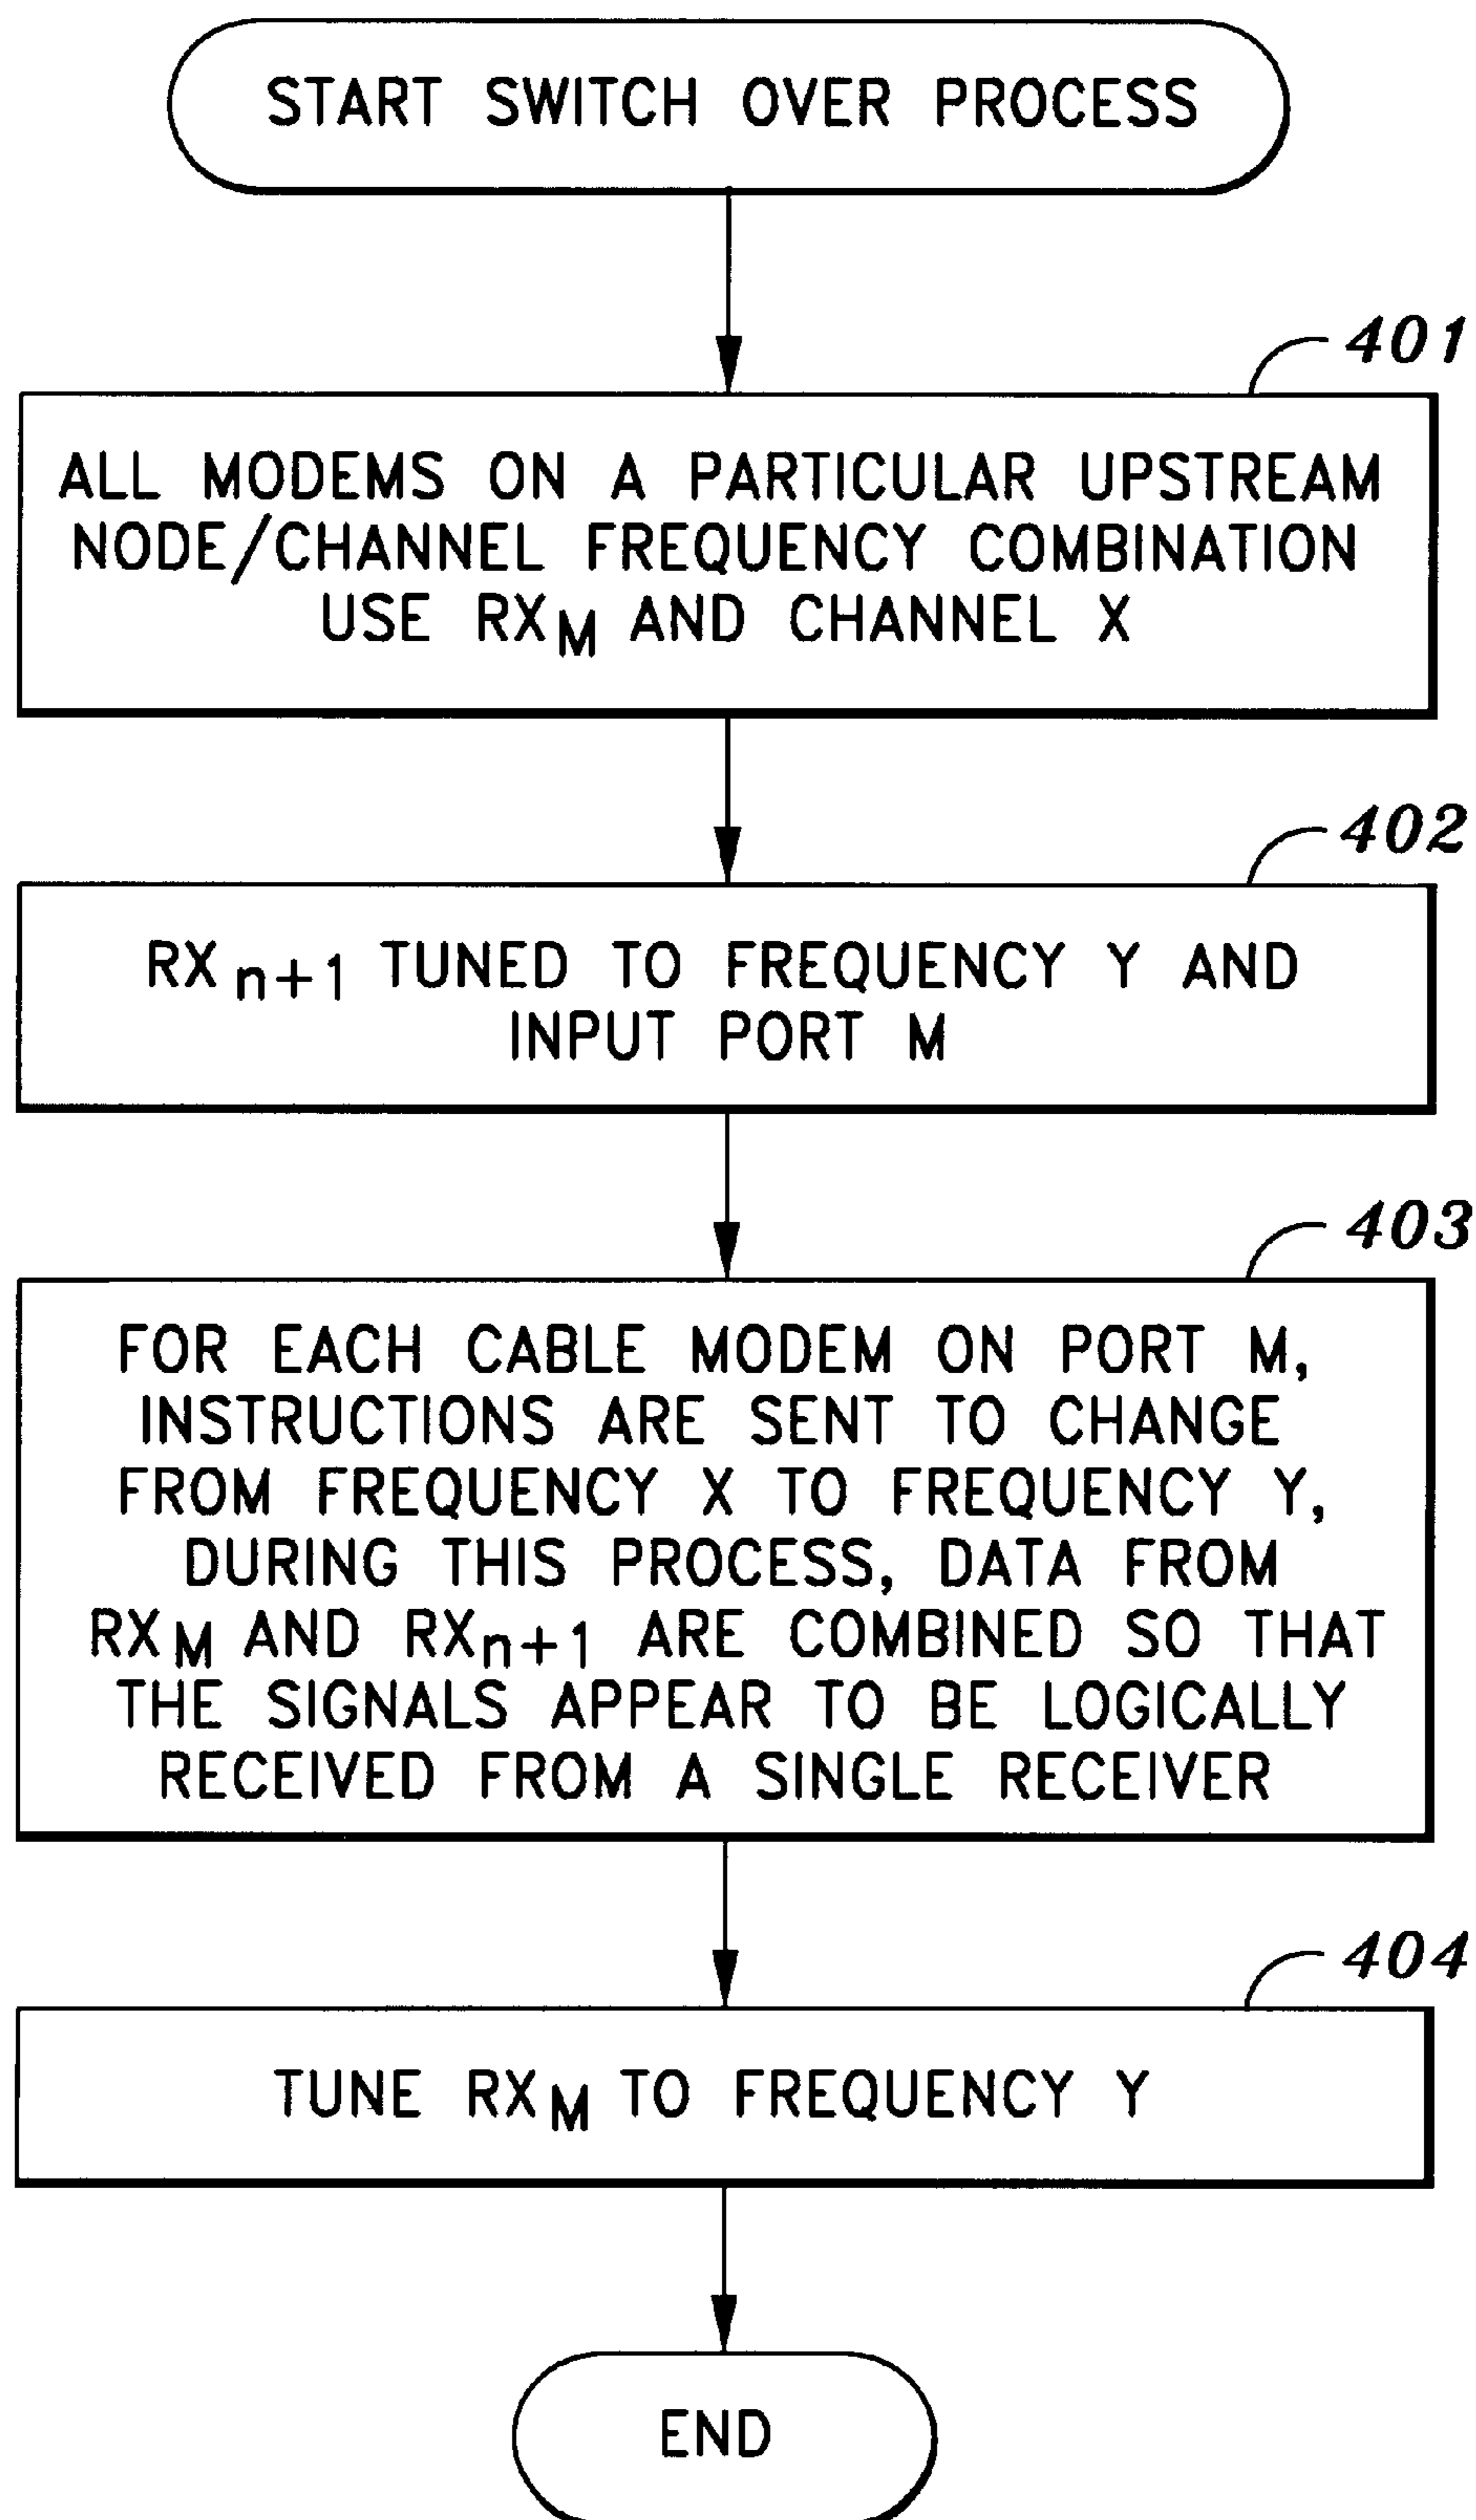 START SWITCH OVER PROCESS
401
ALL MODEMS ON A PARTICULAR UPSTREAM
NODE/CHANNEL FREQUENCY COMBINATION
USE RXM AND CHANNEL X
402
RXn+1 TUNED TO FREQUENCY Y AND
INPUT PORT M
403
FOR EACH CABLE MODEM ON PORT M,
INSTRUCTIONS ARE SENT TO CHANGE
FROM FREQUENCY X TO FREQUENCY Y,
DURING THIS PROCESS, DATA FROM
RXM AND RXn+1 ARE COMBINED SO THAT
THE SIGNALS APPEAR TO BE LOGICALLY
RECEIVED FROM A SINGLE RECEIVER
404
TUNE RXM TO FREQUENCY Y
END